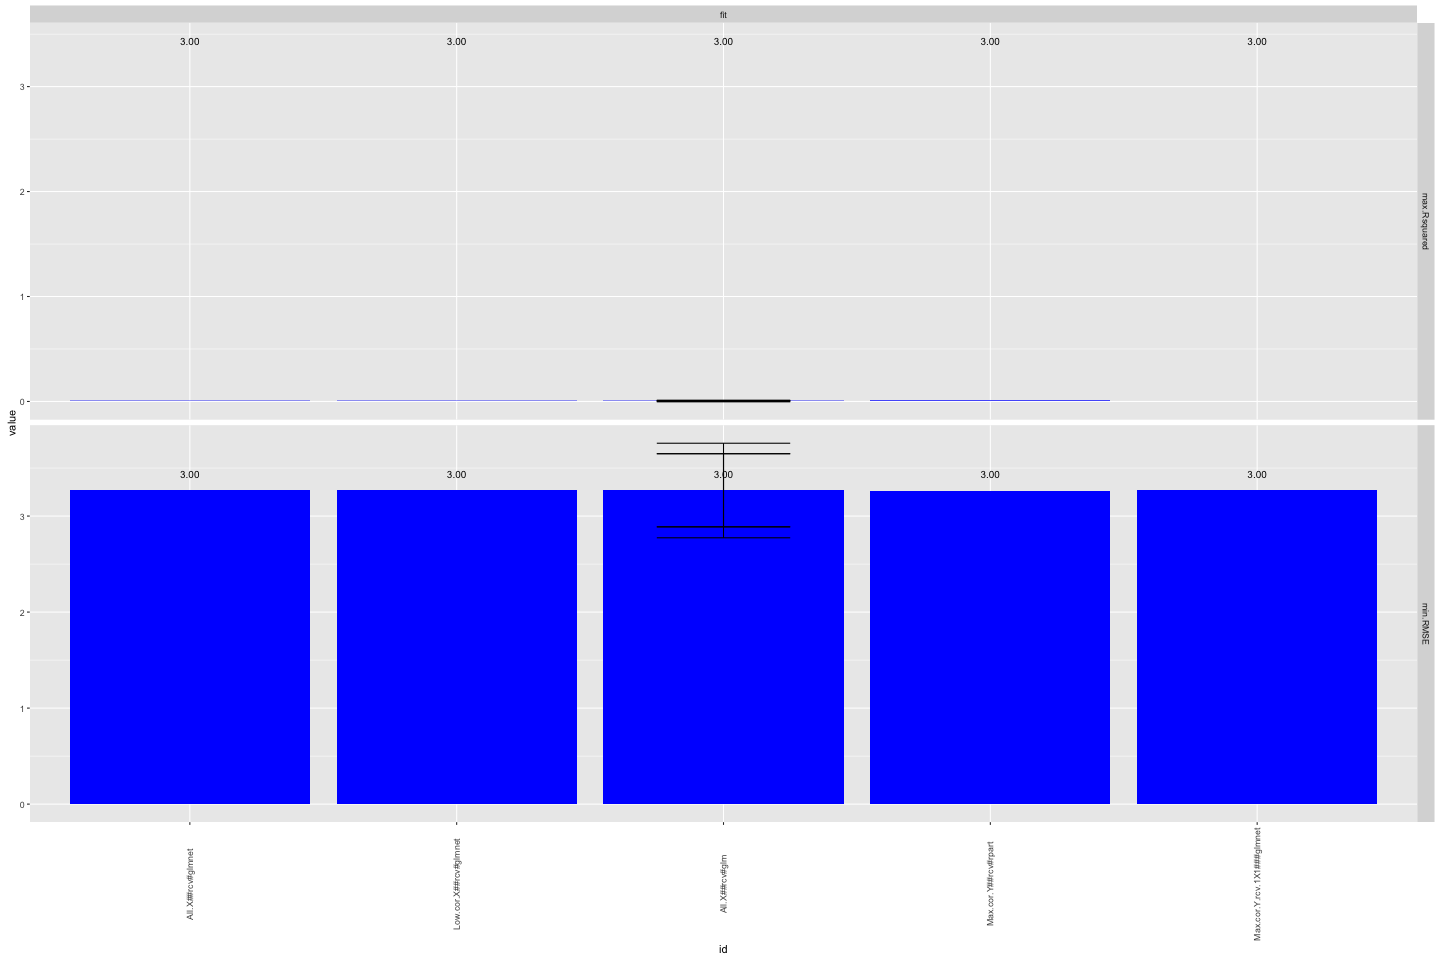 fit
3.00 3.00 3.00 3.00 3.00
3
2
1
0
max.Rsquared
value
3.00 3.00 3.00 3.00 3.00
3
2
1
0
min.RMSE
All.X##rcv#glmnet
Low.cor.X##rcv#glmnet
All.X##rcv#glm
Max.cor.Y##rcv#rpart
Max.cor.Y.rcv.1X1###glmnet
id